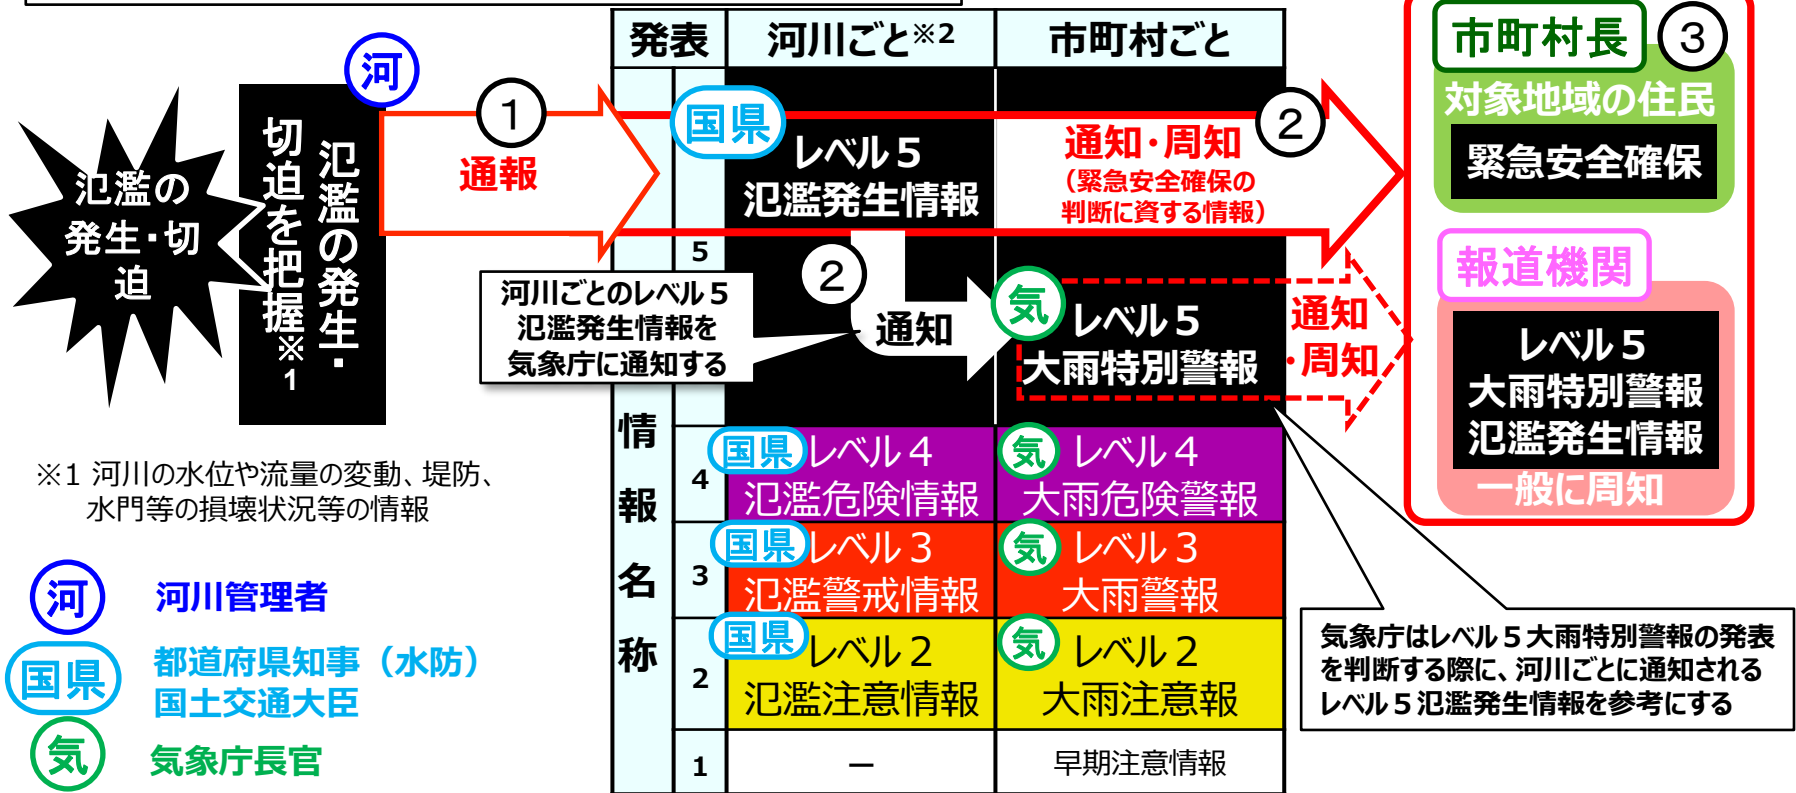 発表
河川ごと※2
市町村ごと
市町村長
③
対象地域の住民
緊急安全確保
河
①
通報
国県
レベル５
氾濫発生情報
通知・周知
（緊急安全確保の
判断に資する情報）
②
氾濫の
発生・切
迫
氾濫の発生・
切迫を把握※1
5
②
通知
河川ごとのレベル５
氾濫発生情報を
気象庁に通知する
気
レベル５
大雨特別警報
通知
・周知
報道機関
レベル５
大雨特別警報
氾濫発生情報
一般に周知
情報名称
4
国県
レベル４
氾濫危険情報
気
レベル４
大雨危険警報
3
国県
レベル３
氾濫警戒情報
気
レベル３
大雨警報
2
国県
レベル２
氾濫注意情報
気
レベル２
大雨注意報
1
－
早期注意情報
※1 河川の水位や流量の変動、堤防、
水門等の損壊状況等の情報
河
河川管理者
国県
都道府県知事（水防）
国土交通大臣
気
気象庁長官
気象庁はレベル５大雨特別警報の発表
を判断する際に、河川ごとに通知される
レベル５氾濫発生情報を参考にする